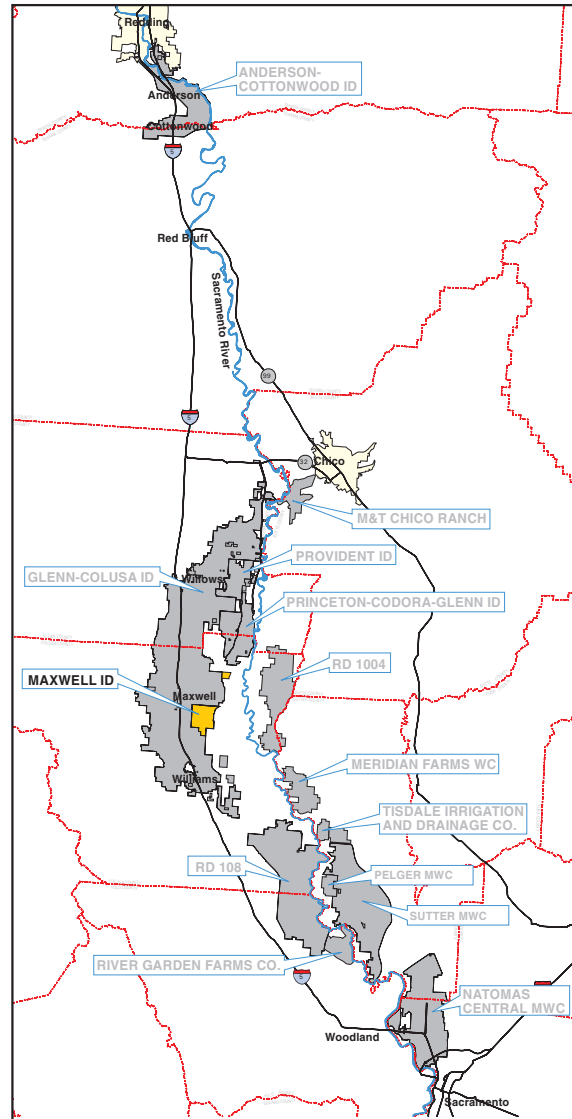 Redding
ANDERSON-
COTTONWOOD ID
Anderson
Cottonwood
5
Red Bluff
Sacramento River
99
5
32
Chico
M&T CHICO RANCH
PROVIDENT ID
GLENN-COLUSA ID
Willows
PRINCETON-CODORA-GLENN ID
RD 1004
MAXWELL ID
Maxwell
MERIDIAN FARMS WC
Williams
TISDALE IRRIGATION
AND DRAINAGE CO.
RD 108
PELGER MWC
SUTTER MWC
RIVER GARDEN FARMS CO.
5
NATOMAS
CENTRAL MWC
Woodland
Sacramento